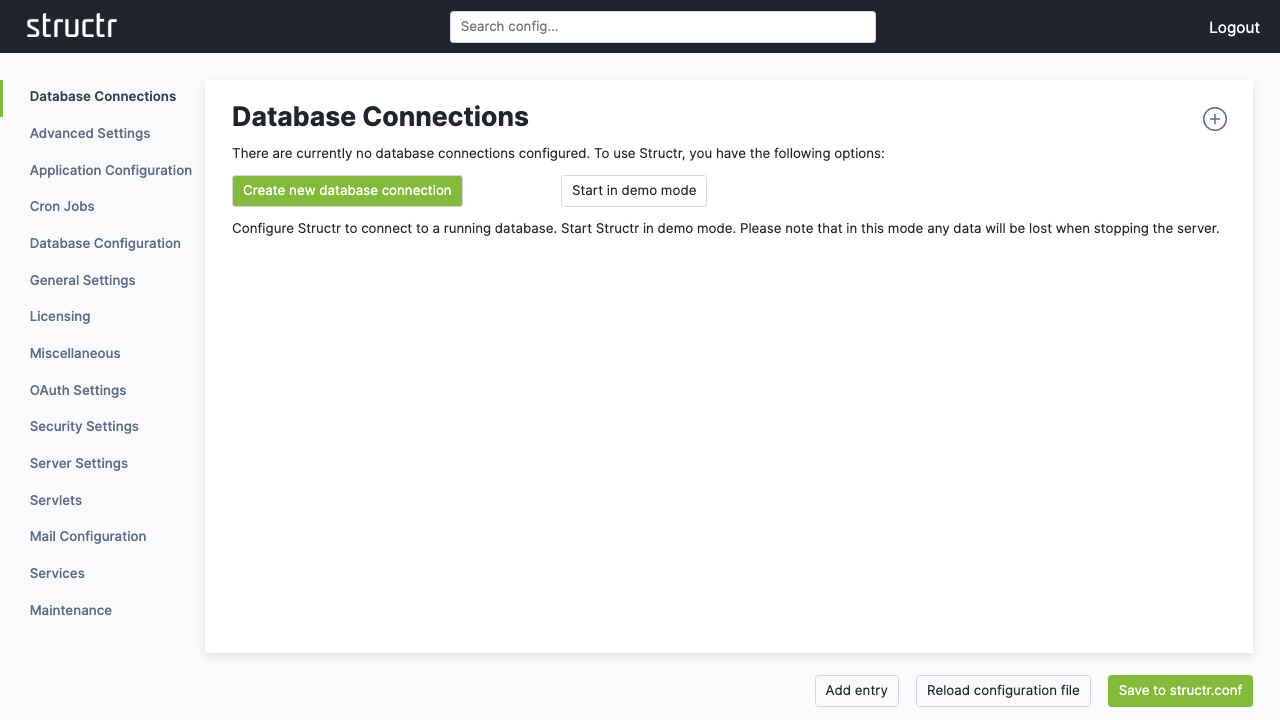 structr
Search config...
Logout
Database Connections
Advanced Settings
Application Configuration
Cron Jobs
Database Configuration
General Settings
Licensing
Miscellaneous
OAuth Settings
Security Settings
Server Settings
Servlets
Mail Configuration
Services
Maintenance
Database Connections
There are currently no database connections configured. To use Structr, you have the following options:
Create new database connection
Start in demo mode
Configure Structr to connect to a running database.
Start Structr in demo mode. Please note that in this mode any data will be lost when stopping the server.
Add entry
Reload configuration file
Save to structr.conf